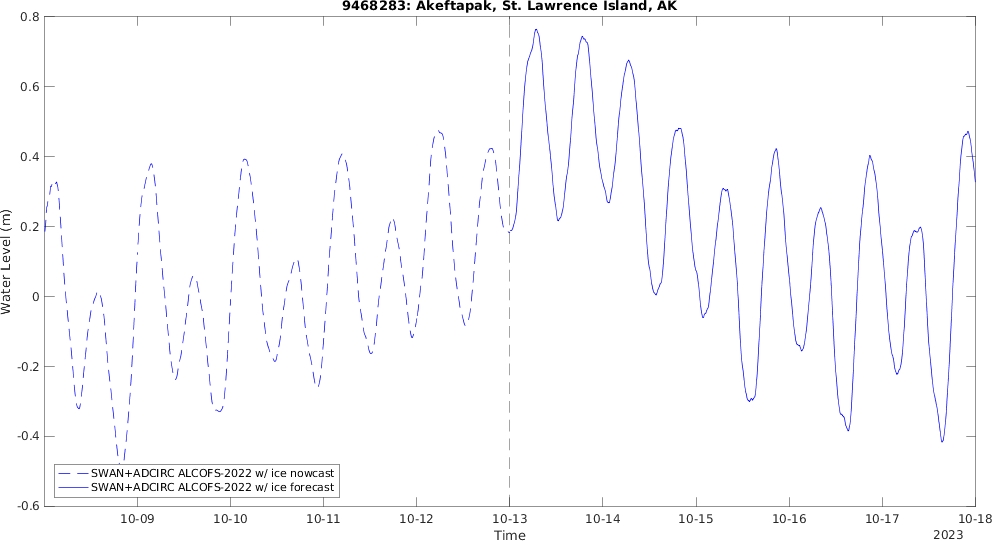 9468283: Akeftapak, St. Lawrence Island, AK
0.8
0.6
0.4
0.2
0
-0.2
-0.4
-0.6
Water Level (m)
SWAN+ADCIRC ALCOFS-2022 w/ ice nowcast
SWAN+ADCIRC ALCOFS-2022 w/ ice forecast
10-09 10-10 10-11 10-12 10-13 10-14 10-15 10-16 10-17 10-18
Time
2023